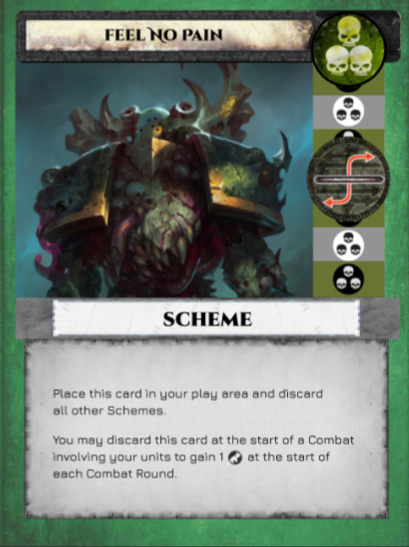 FEEL NO PAIN
SCHEME
Place this card in your play area and discard
all other Schemes.
You may discard this card at the start of a Combat
involving your units to gain 1 at the start of
each Combat Round.